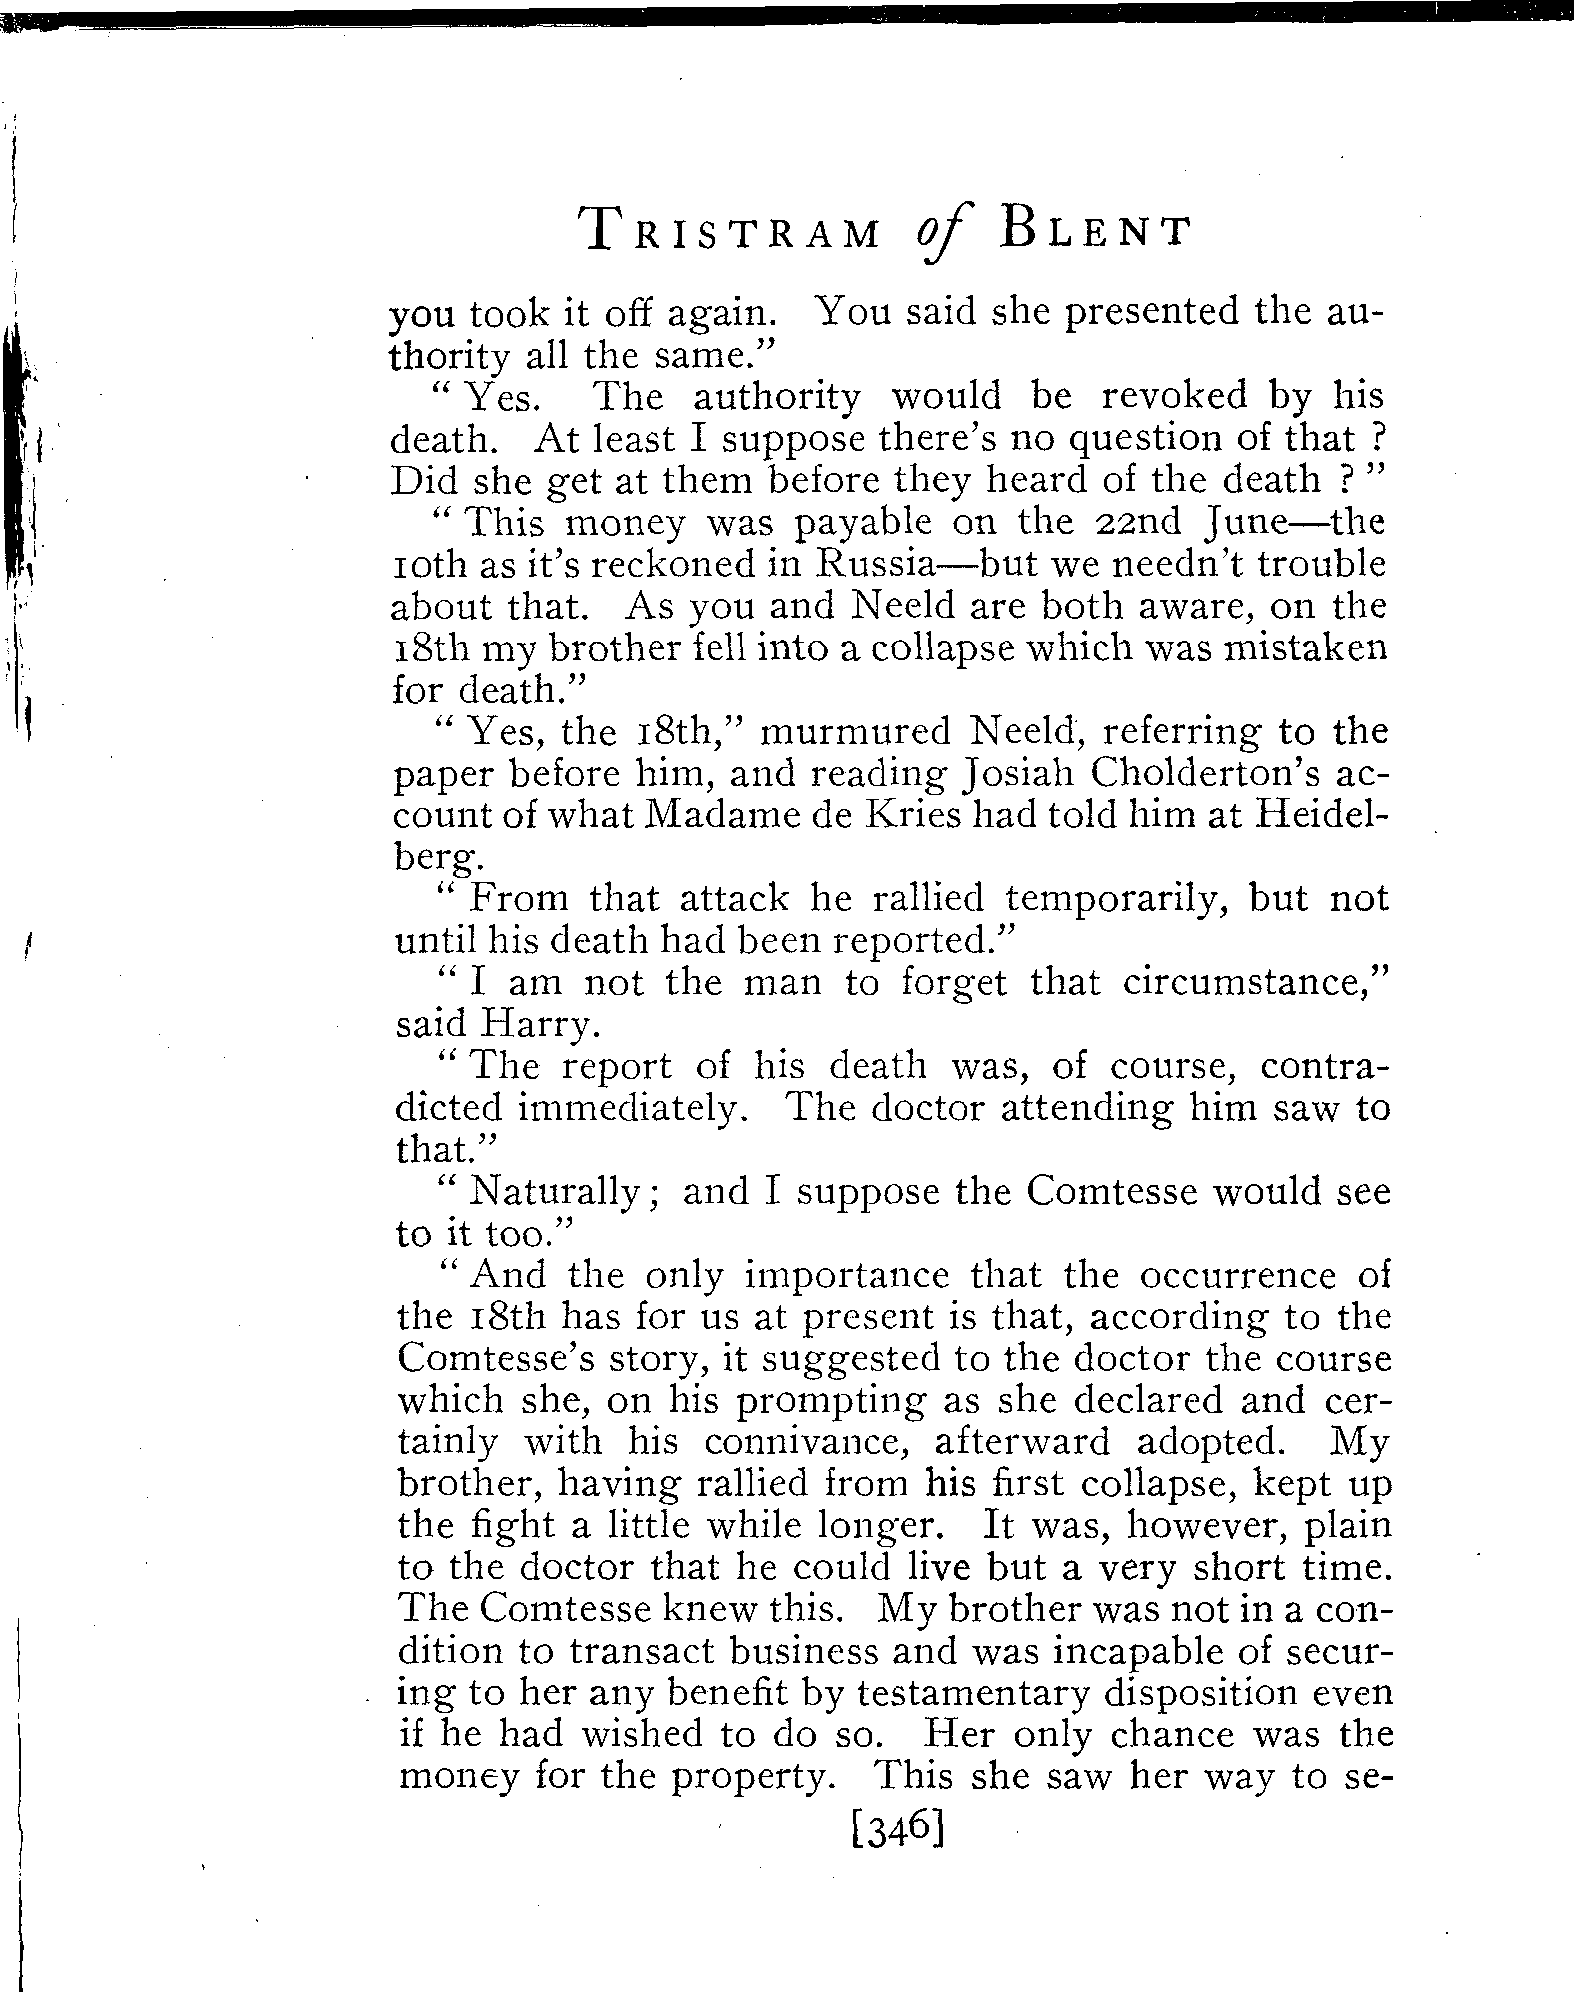 TRISTRAM of BLENT
you took it off again. You said she presented the au-
thority all the same.”
“ Yes. The authority would be revoked by his
death. At least I suppose there’s no question of that ?
Did she get at them before they heard of the death ? ”
“ This money was payable on the 22nd June—the
10th as it’s reckoned in Russia—but we needn’t trouble
about that. As you and Neeld are both aware, on the
18th my brother fell into a collapse which was mistaken
for death.”
“ Yes, the 18th,” murmured Neeld, referring to the
paper before him, and reading Josiah Cholderton’s ac-
count of what Madame de Kries had told him at Heidel-
berg.
“ From that attack he rallied temporarily, but not
until his death had been reported.”
“ I am not the man to forget that circumstance,”
said Harry.
“ The report of his death was, of course, contra-
dicted immediately. The doctor attending him saw to
that.”
“ Naturally ; and I suppose the Comtesse would see
to it too.”
“ And the only importance that the occurrence of
the 18th has for us at present is that, according to the
Comtesse’s story, it suggested to the doctor the course
which she, on his prompting as she declared and cer-
tainly with his connivance, afterward adopted. My
brother, having rallied from his first collapse, kept up
the fight a little while longer. It was, however, plain
to the doctor that he could live but a very short time.
The Comtesse knew this. My brother was not in a con-
dition to transact business and was incapable of secur-
ing to her any benefit by testamentary disposition even
if he had wished to do so. Her only chance was the
money for the property. This she saw her way to se-
[346]